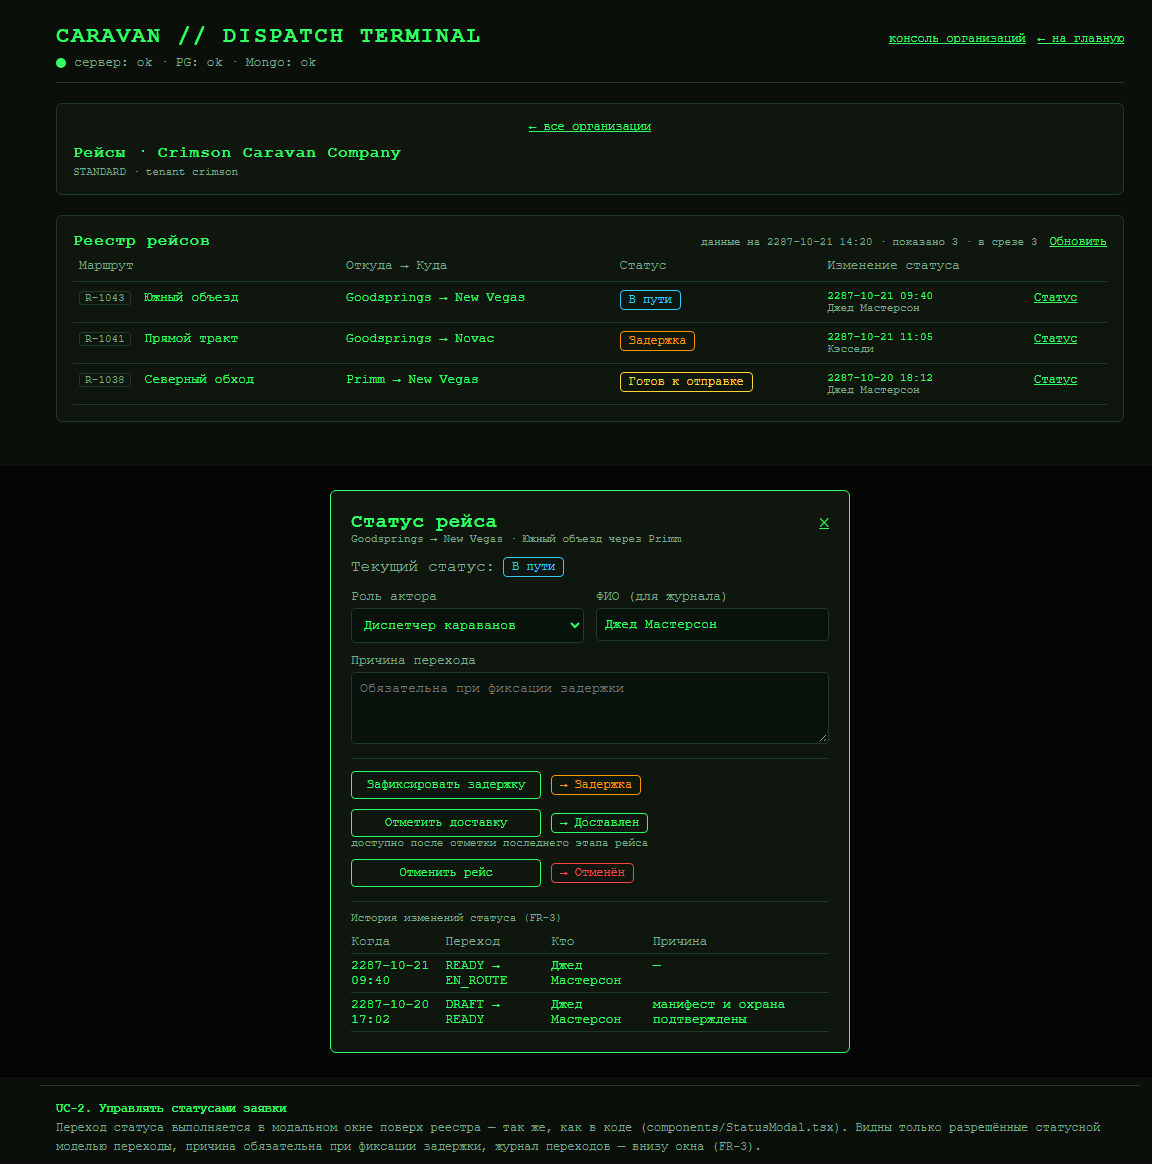 CARAVAN // DISPATCH TERMINAL
консоль организаций ← на главную
сервер: ok · PG: ok · Mongo: ok
← все организации
Рейсы · Crimson Caravan Company
STANDARD · tenant crimson
Реестр рейсов
данные на 2287-10-21 14:20 · показано 3 · в срезе 3 Обновить
Маршрут Откуда → Куда Статус Изменение статуса
R-1043 Южный объезд Goodsprings → New Vegas В пути 2287-10-21 09:40 Статус
Джед Мастерсон
R-1041 Прямой тракт Goodsprings → Novac Задержка 2287-10-21 11:05 Статус
Кэсседи
R-1038 Северный обход Primm → New Vegas Готов к отправке 2287-10-20 18:12 Статус
Джед Мастерсон
Статус рейса X
Goodsprings → New Vegas · Южный объезд через Primm
Текущий статус: В пути
Роль актора ФИО (для журнала)
Диспетчер караванов Джед Мастерсон
Причина перехода
Обязательна при фиксации задержки
Зафиксировать задержку → Задержка
Отметить доставку → Доставлен
доступно после отметки последнего этапа рейса
Отменить рейс → Отменён
История изменений статуса (FR-3)
Когда Переход Кто Причина
2287-10-21 READY → Джед —
09:40 EN_ROUTE Мастерсон
2287-10-20 DRAFT → Джед манифест и охрана
17:02 READY Мастерсон подтверждены
UC-2. Управлять статусами заявки
Переход статуса выполняется в модальном окне поверх реестра — так же, как в коде (components/StatusModal.tsx). Видны только разрешённые статусной
моделью переходы, причина обязательна при фиксации задержки, журнал переходов — внизу окна (FR-3).